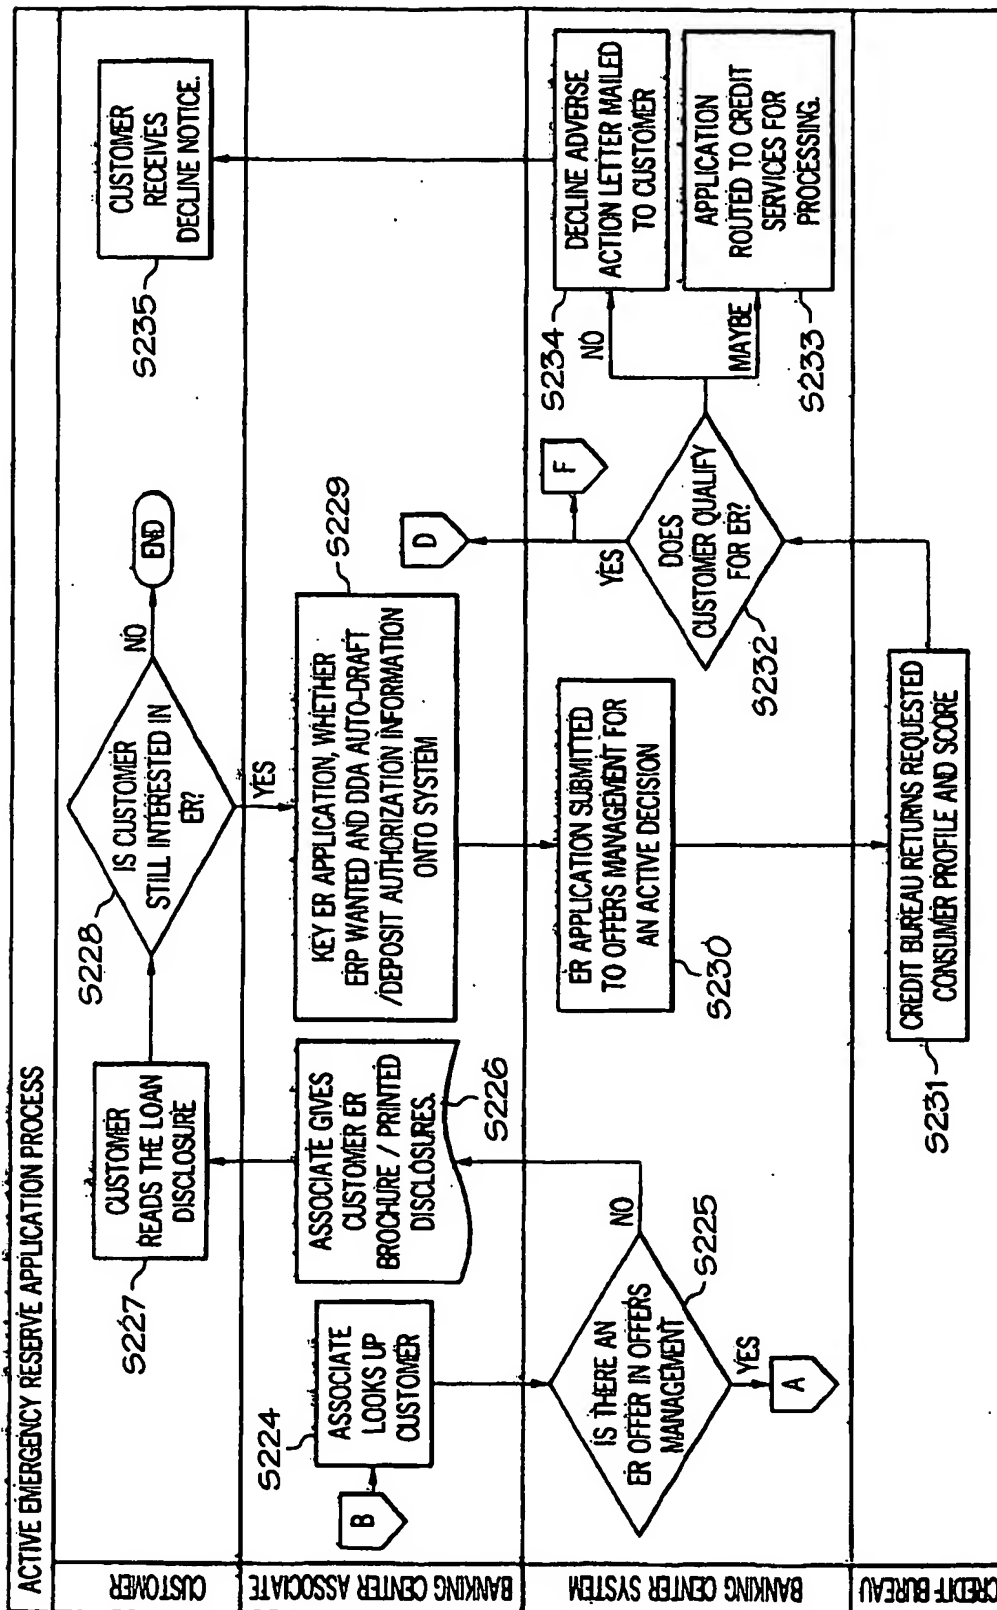 ACTIVE EMERGENCY RESERVE APPLICATION PROCESS
CUSTOMER
CUSTOMER
READS THE LOAN
DISCLOSURE
S227
IS CUSTOMER
STILL INTERESTED IN
ER?
S228
NO
END
YES
CUSTOMER
RECEIVES
DECLINE NOTICE.
S235
BANKING CENTER ASSOCIATE
B
ASSOCIATE
LOOKS UP
CUSTOMER
S224
ASSOCIATE GIVES
CUSTOMER ER
BROCHURE / PRINTED
DISCLOSURES.
S226
KEY ER APPLICATION, WHETHER
ERP WANTED AND DDA AUTO-DRAFT
/DEPOSIT AUTHORIZATION INFORMATION
ONTO SYSTEM
S229
D
BANKING CENTER SYSTEM
IS THERE AN
ER OFFER IN OFFERS
MANAGEMENT
S225
NO
YES
A
ER APPLICATION SUBMITTED
TO OFFERS MANAGEMENT FOR
AN ACTIVE DECISION
S230
DOES
CUSTOMER QUALIFY
FOR ER?
S232
YES
F
NO
MAYBE
DECLINE ADVERSE
ACTION LETTER MAILED
TO CUSTOMER
S234
APPLICATION
ROUTED TO CREDIT
SERVICES FOR
PROCESSING.
S233
CREDIT-BUREAU
CREDIT BUREAU RETURNS REQUESTED
CONSUMER PROFILE AND SCORE
S231